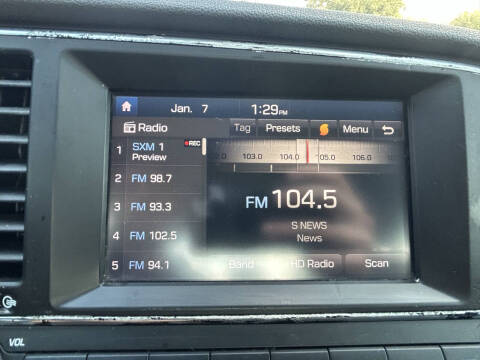 Jan. 7 1:29PM
Radio Tag Presets Menu
1 SXM 1 REC
Preview
2 FM 98.7
3 FM 93.3
4 FM 102.5
5 FM 94.1
103.0 104.0 105.0 106.0
FM 104.5
S NEWS
News
Band HD Radio Scan
VOL